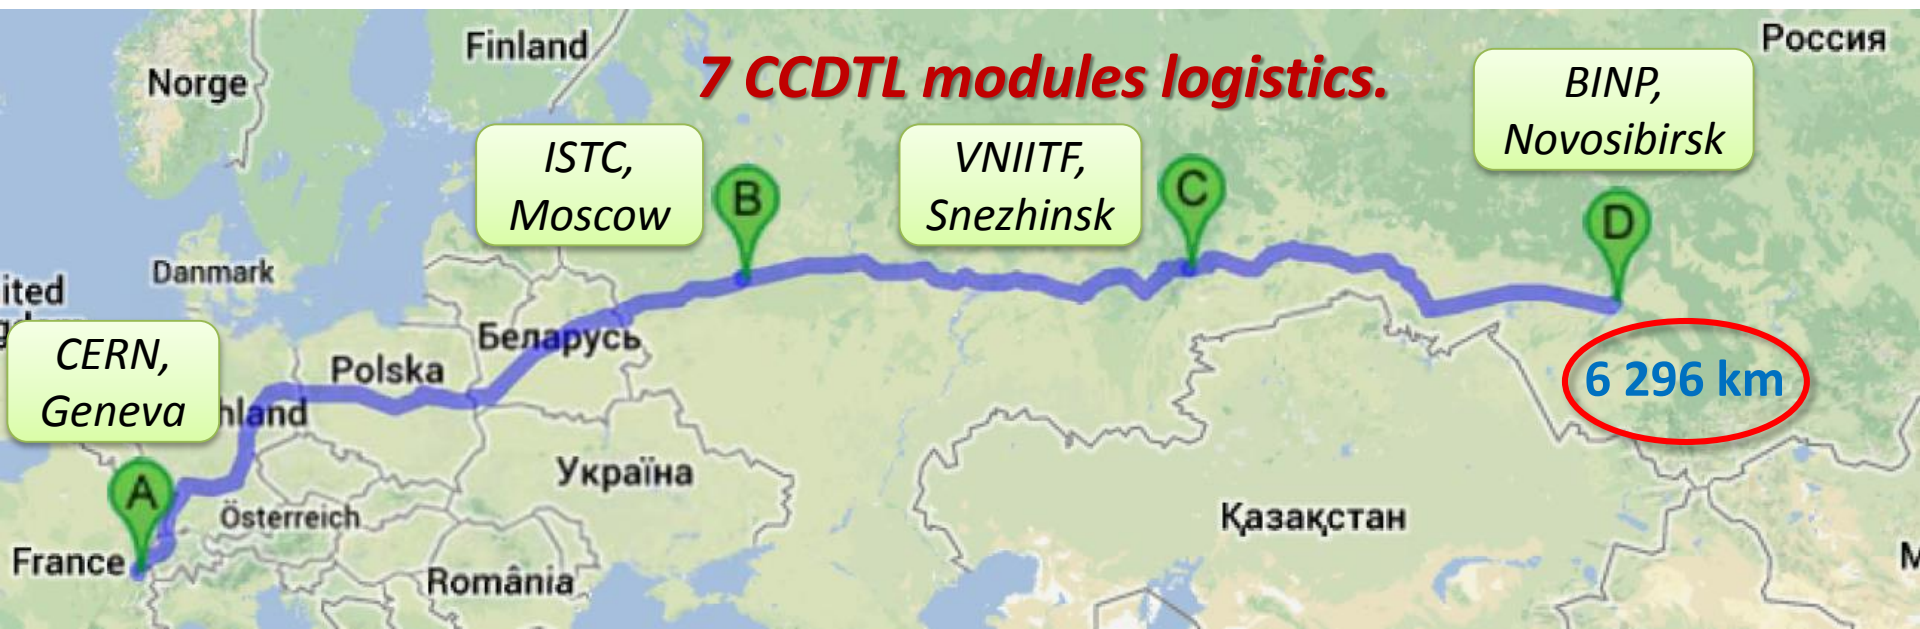 Finland
Россия
Norge
7 CCDTL modules logistics.
BINP,
Novosibirsk
ISTC,
Moscow
VNIITF,
Snezhinsk
B
C
D
Danmark
ited
Беларусь
CERN,
Geneva
Polska
6 296 km
hland
Україна
A
Österreich
Қазақстан
France
România
M